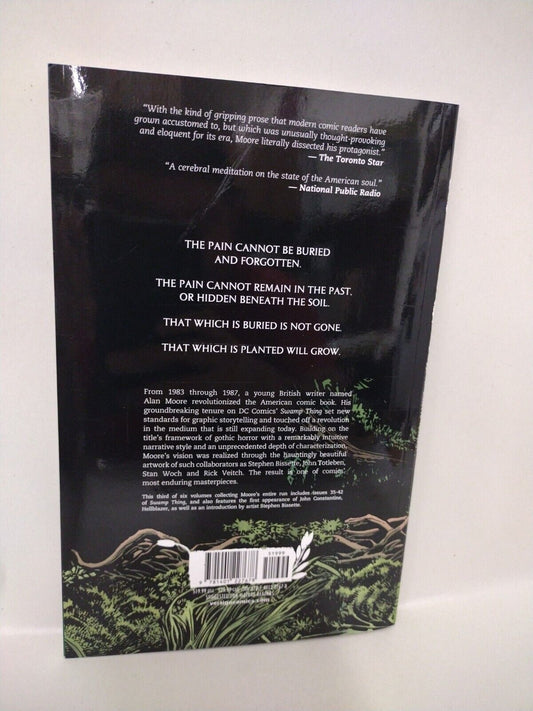 “With the kind of gripping prose that modern comic readers have
grown accustomed to, but which was unusually thought-provoking
and eloquent for its era, Moore literally dissected his protagonist.”
— The Toronto Star
“A cerebral meditation on the state of the American soul.”
— National Public Radio
THE PAIN CANNOT BE BURIED
AND FORGOTTEN.
THE PAIN CANNOT REMAIN IN THE PAST,
OR HIDDEN BENEATH THE SOIL.
THAT WHICH IS BURIED IS NOT GONE.
THAT WHICH IS PLANTED WILL GROW.
From 1983 through 1987, a young British writer named
Alan Moore revolutionized the American comic book. His
groundbreaking tenure on DC Comics’ Swamp Thing set new
standards for graphic storytelling and touched off a revolution
in the medium that is still expanding today. Building on the
title’s framework of gothic horror with a remarkably intuitive
narrative style and an unprecedented depth of characterization,
Moore’s vision was realized through the hauntingly beautiful
artwork of such collaborators as Stephen Bissette, John Totleben,
Stan Woch and Rick Veitch. The result is one of comics’
most enduring masterpieces.
This third of six volumes collecting Moore’s entire run includes issues 35-42
of Swamp Thing, and also features the first appearance of John Constantine,
Hellblazer, as well as an introduction by artist Stephen Bissette.
51999
$19.99 USA
SUGGESTED FOR MATURE READERS
vertigocomics.com